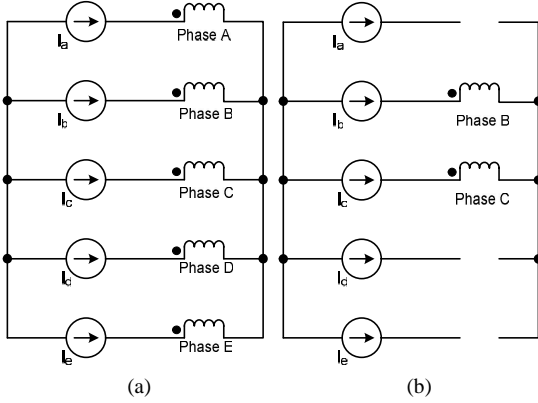 Ia
Phase A
Ib
Phase B
Ic
Phase C
Id
Phase D
Ie
Phase E
(a)
Ia
Ib
Phase B
Ic
Phase C
Id
Ie
(b)